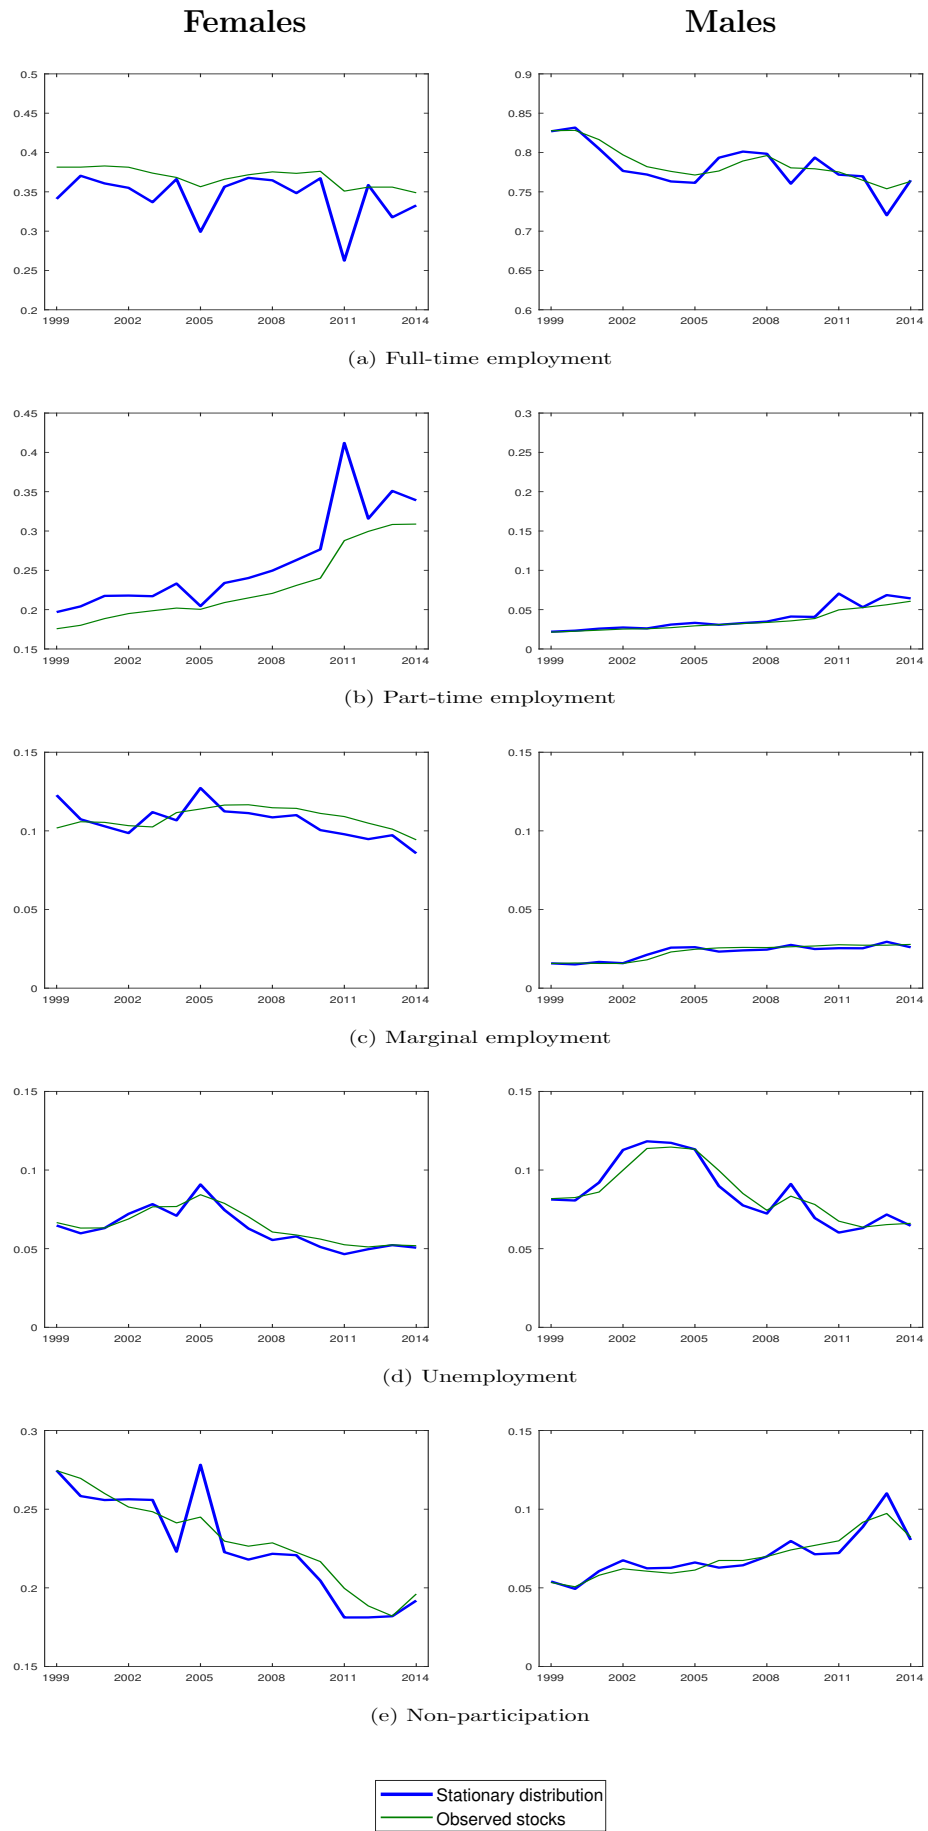 Females Males
0.5
0.45
0.4
0.35
0.3
0.25
0.2
1999 2002 2005 2008 2011 2014
0.9
0.85
0.8
0.75
0.7
0.65
0.6
1999 2002 2005 2008 2011 2014
(a) Full-time employment
0.45
0.4
0.35
0.3
0.25
0.2
0.15
1999 2002 2005 2008 2011 2014
0.3
0.25
0.2
0.15
0.1
0.05
0
1999 2002 2005 2008 2011 2014
(b) Part-time employment
0.15
0.1
0.05
0
1999 2002 2005 2008 2011 2014
0.15
0.1
0.05
0
1999 2002 2005 2008 2011 2014
(c) Marginal employment
0.15
0.1
0.05
0
1999 2002 2005 2008 2011 2014
0.15
0.1
0.05
0
1999 2002 2005 2008 2011 2014
(d) Unemployment
0.3
0.25
0.2
0.15
1999 2002 2005 2008 2011 2014
0.15
0.1
0.05
0
1999 2002 2005 2008 2011 2014
(e) Non-participation
Stationary distribution
Observed stocks